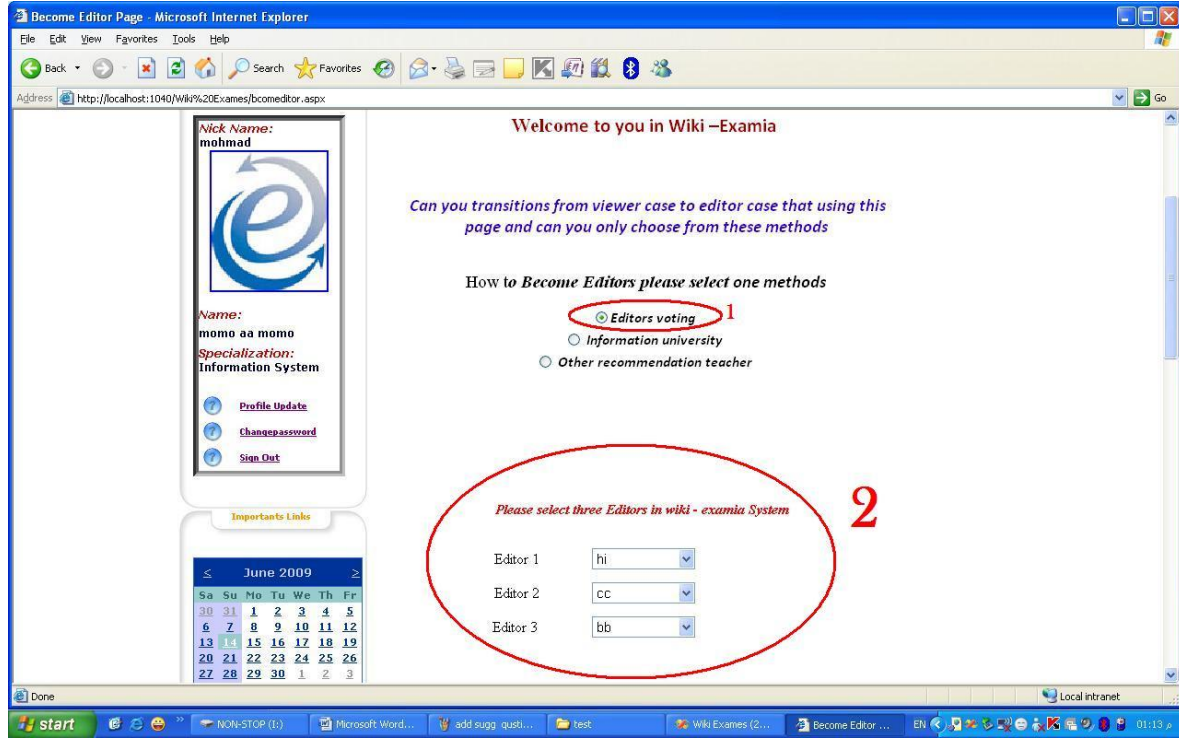 Become Editor Page - Microsoft Internet Explorer
File Edit View Favorites Tools Help
Back Search Favorites
Address http://localhost:1040/Wiki%20Exames/bcomeditor.aspx Go
Nick Name:
mohmad
Name:
momo aa momo
Specialization:
Information System
Profile Update
Changepassword
Sign Out
Importants Links
< June 2009 >
Sa Su Mo Tu We Th Fr
30 31 1 2 3 4 5
6 7 8 9 10 11 12
13 14 15 16 17 18 19
20 21 22 23 24 25 26
27 28 29 30 1 2 3
Welcome to you in Wiki –Examia
Can you transitions from viewer case to editor case that using this
page and can you only choose from these methods
How to Become Editors please select one methods
Editors voting 1
Information university
Other recommendation teacher
2
Please select three Editors in wiki - examia System
Editor 1 hi
Editor 2 cc
Editor 3 bb
Done Local intranet
start NON-STOP (I:) Microsoft Word... add sugg qusti... test Wiki Exames (2... Become Editor ... EN 01:13 م